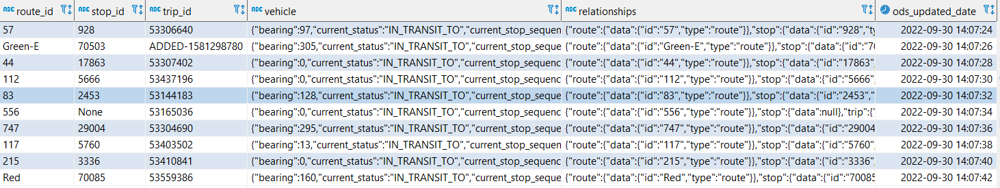 ABC route_id ABC stop_id ABC trip_id ABC vehicle ABC relationships ods_updated_date
57 928 53306640 {"bearing":97,"current_status":"IN_TRANSIT_TO","current_stop_sequen {"route":{"data":{"id":"57","type":"route"}},"stop":{"data":{"id":"928","ty 2022-09-30 14:07:24
Green-E 70503 ADDED-1581298780 {"bearing":305,"current_status":"IN_TRANSIT_TO","current_stop_seque {"route":{"data":{"id":"Green-E","type":"route"}},"stop":{"data":{"id":"70 2022-09-30 14:07:26
44 17863 53307402 {"bearing":0,"current_status":"IN_TRANSIT_TO","current_stop_sequenc {"route":{"data":{"id":"44","type":"route"}},"stop":{"data":{"id":"17863", 2022-09-30 14:07:28
112 5666 53437196 {"bearing":0,"current_status":"IN_TRANSIT_TO","current_stop_sequenc {"route":{"data":{"id":"112","type":"route"}},"stop":{"data":{"id":"5666", 2022-09-30 14:07:30
83 2453 53144183 {"bearing":128,"current_status":"IN_TRANSIT_TO","current_stop_seque {"route":{"data":{"id":"83","type":"route"}},"stop":{"data":{"id":"2453"," 2022-09-30 14:07:32
556 None 53165036 {"bearing":0,"current_status":"IN_TRANSIT_TO","current_stop_sequenc {"route":{"data":{"id":"556","type":"route"}},"stop":{"data":null},"trip":{" 2022-09-30 14:07:34
747 29004 53304690 {"bearing":295,"current_status":"IN_TRANSIT_TO","current_stop_seque {"route":{"data":{"id":"747","type":"route"}},"stop":{"data":{"id":"29004 2022-09-30 14:07:36
117 5760 53403502 {"bearing":13,"current_status":"IN_TRANSIT_TO","current_stop_sequen {"route":{"data":{"id":"117","type":"route"}},"stop":{"data":{"id":"5760", 2022-09-30 14:07:38
215 3336 53410841 {"bearing":0,"current_status":"IN_TRANSIT_TO","current_stop_sequenc {"route":{"data":{"id":"215","type":"route"}},"stop":{"data":{"id":"3336", 2022-09-30 14:07:40
Red 70085 53559386 {"bearing":160,"current_status":"IN_TRANSIT_TO","current_stop_seque {"route":{"data":{"id":"Red","type":"route"}},"stop":{"data":{"id":"70085 2022-09-30 14:07:42